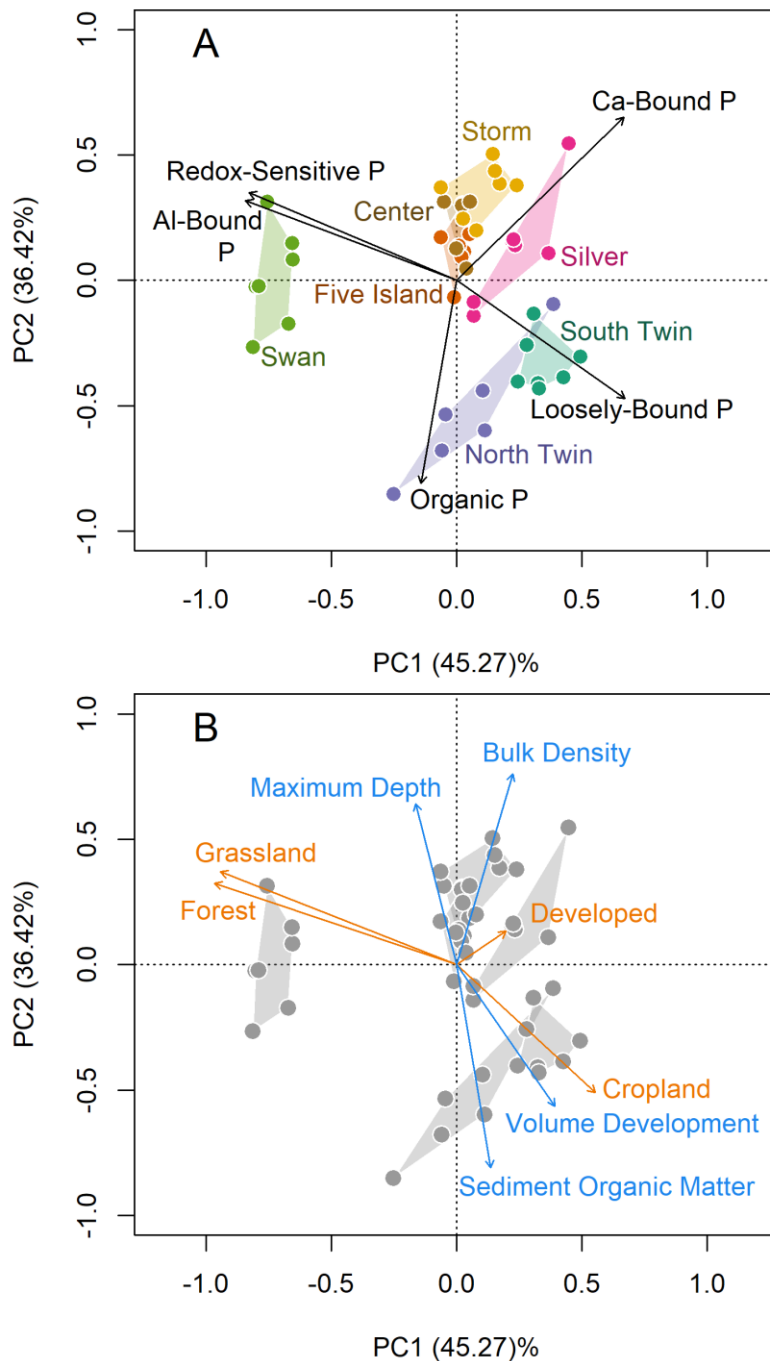 A
Ca-Bound P
Storm
Redox-Sensitive P
Center
Al-Bound
P
Silver
Five Island
South Twin
Swan
Loosely-Bound P
North Twin
Organic P
1.0
0.5
0.0
-0.5
-1.0
PC2 (36.42%)
-1.0 -0.5 0.0 0.5 1.0
PC1 (45.27)%
B
Bulk Density
Maximum Depth
Grassland
Forest
Developed
Cropland
Volume Development
Sediment Organic Matter
1.0
0.5
0.0
-0.5
-1.0
PC2 (36.42%)
-1.0 -0.5 0.0 0.5 1.0
PC1 (45.27)%